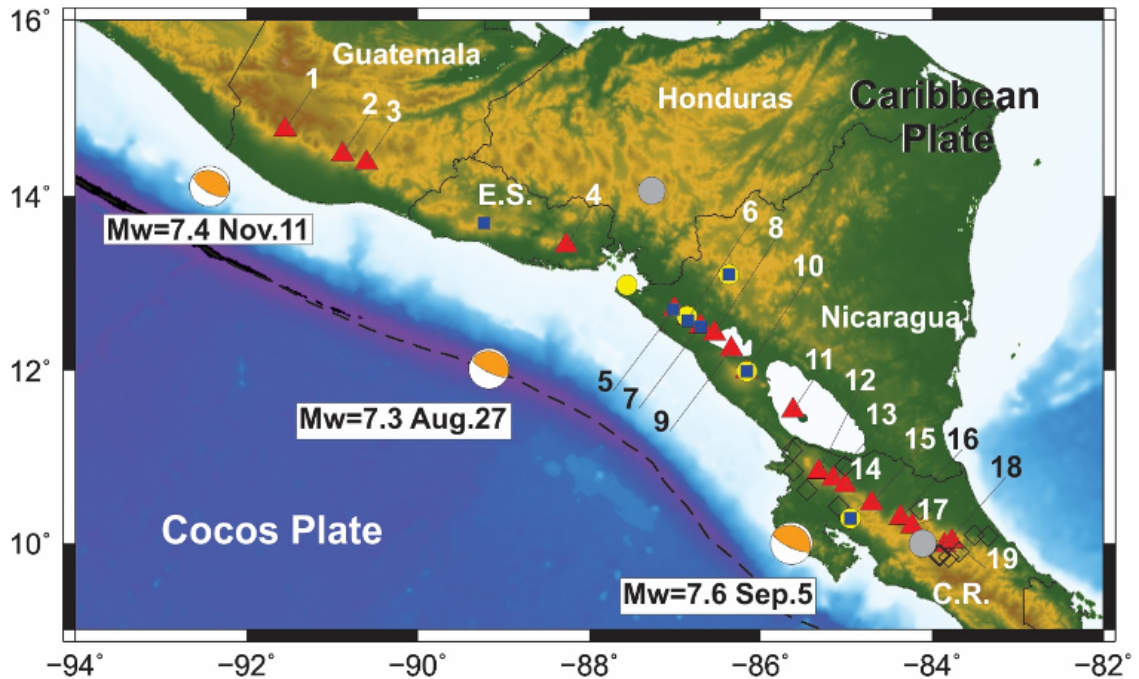 16°
14°
12°
10°
Guatemala
Honduras
Caribbean
Plate
1
2
3
E.S.
4
6
8
10
Mw=7.4 Nov.11
Nicaragua
5
7
9
11
12
13
Mw=7.3 Aug.27
14
15
16
18
17
Cocos Plate
19
C.R.
Mw=7.6 Sep.5
−94°
−92°
−90°
−88°
−86°
−84°
−82°